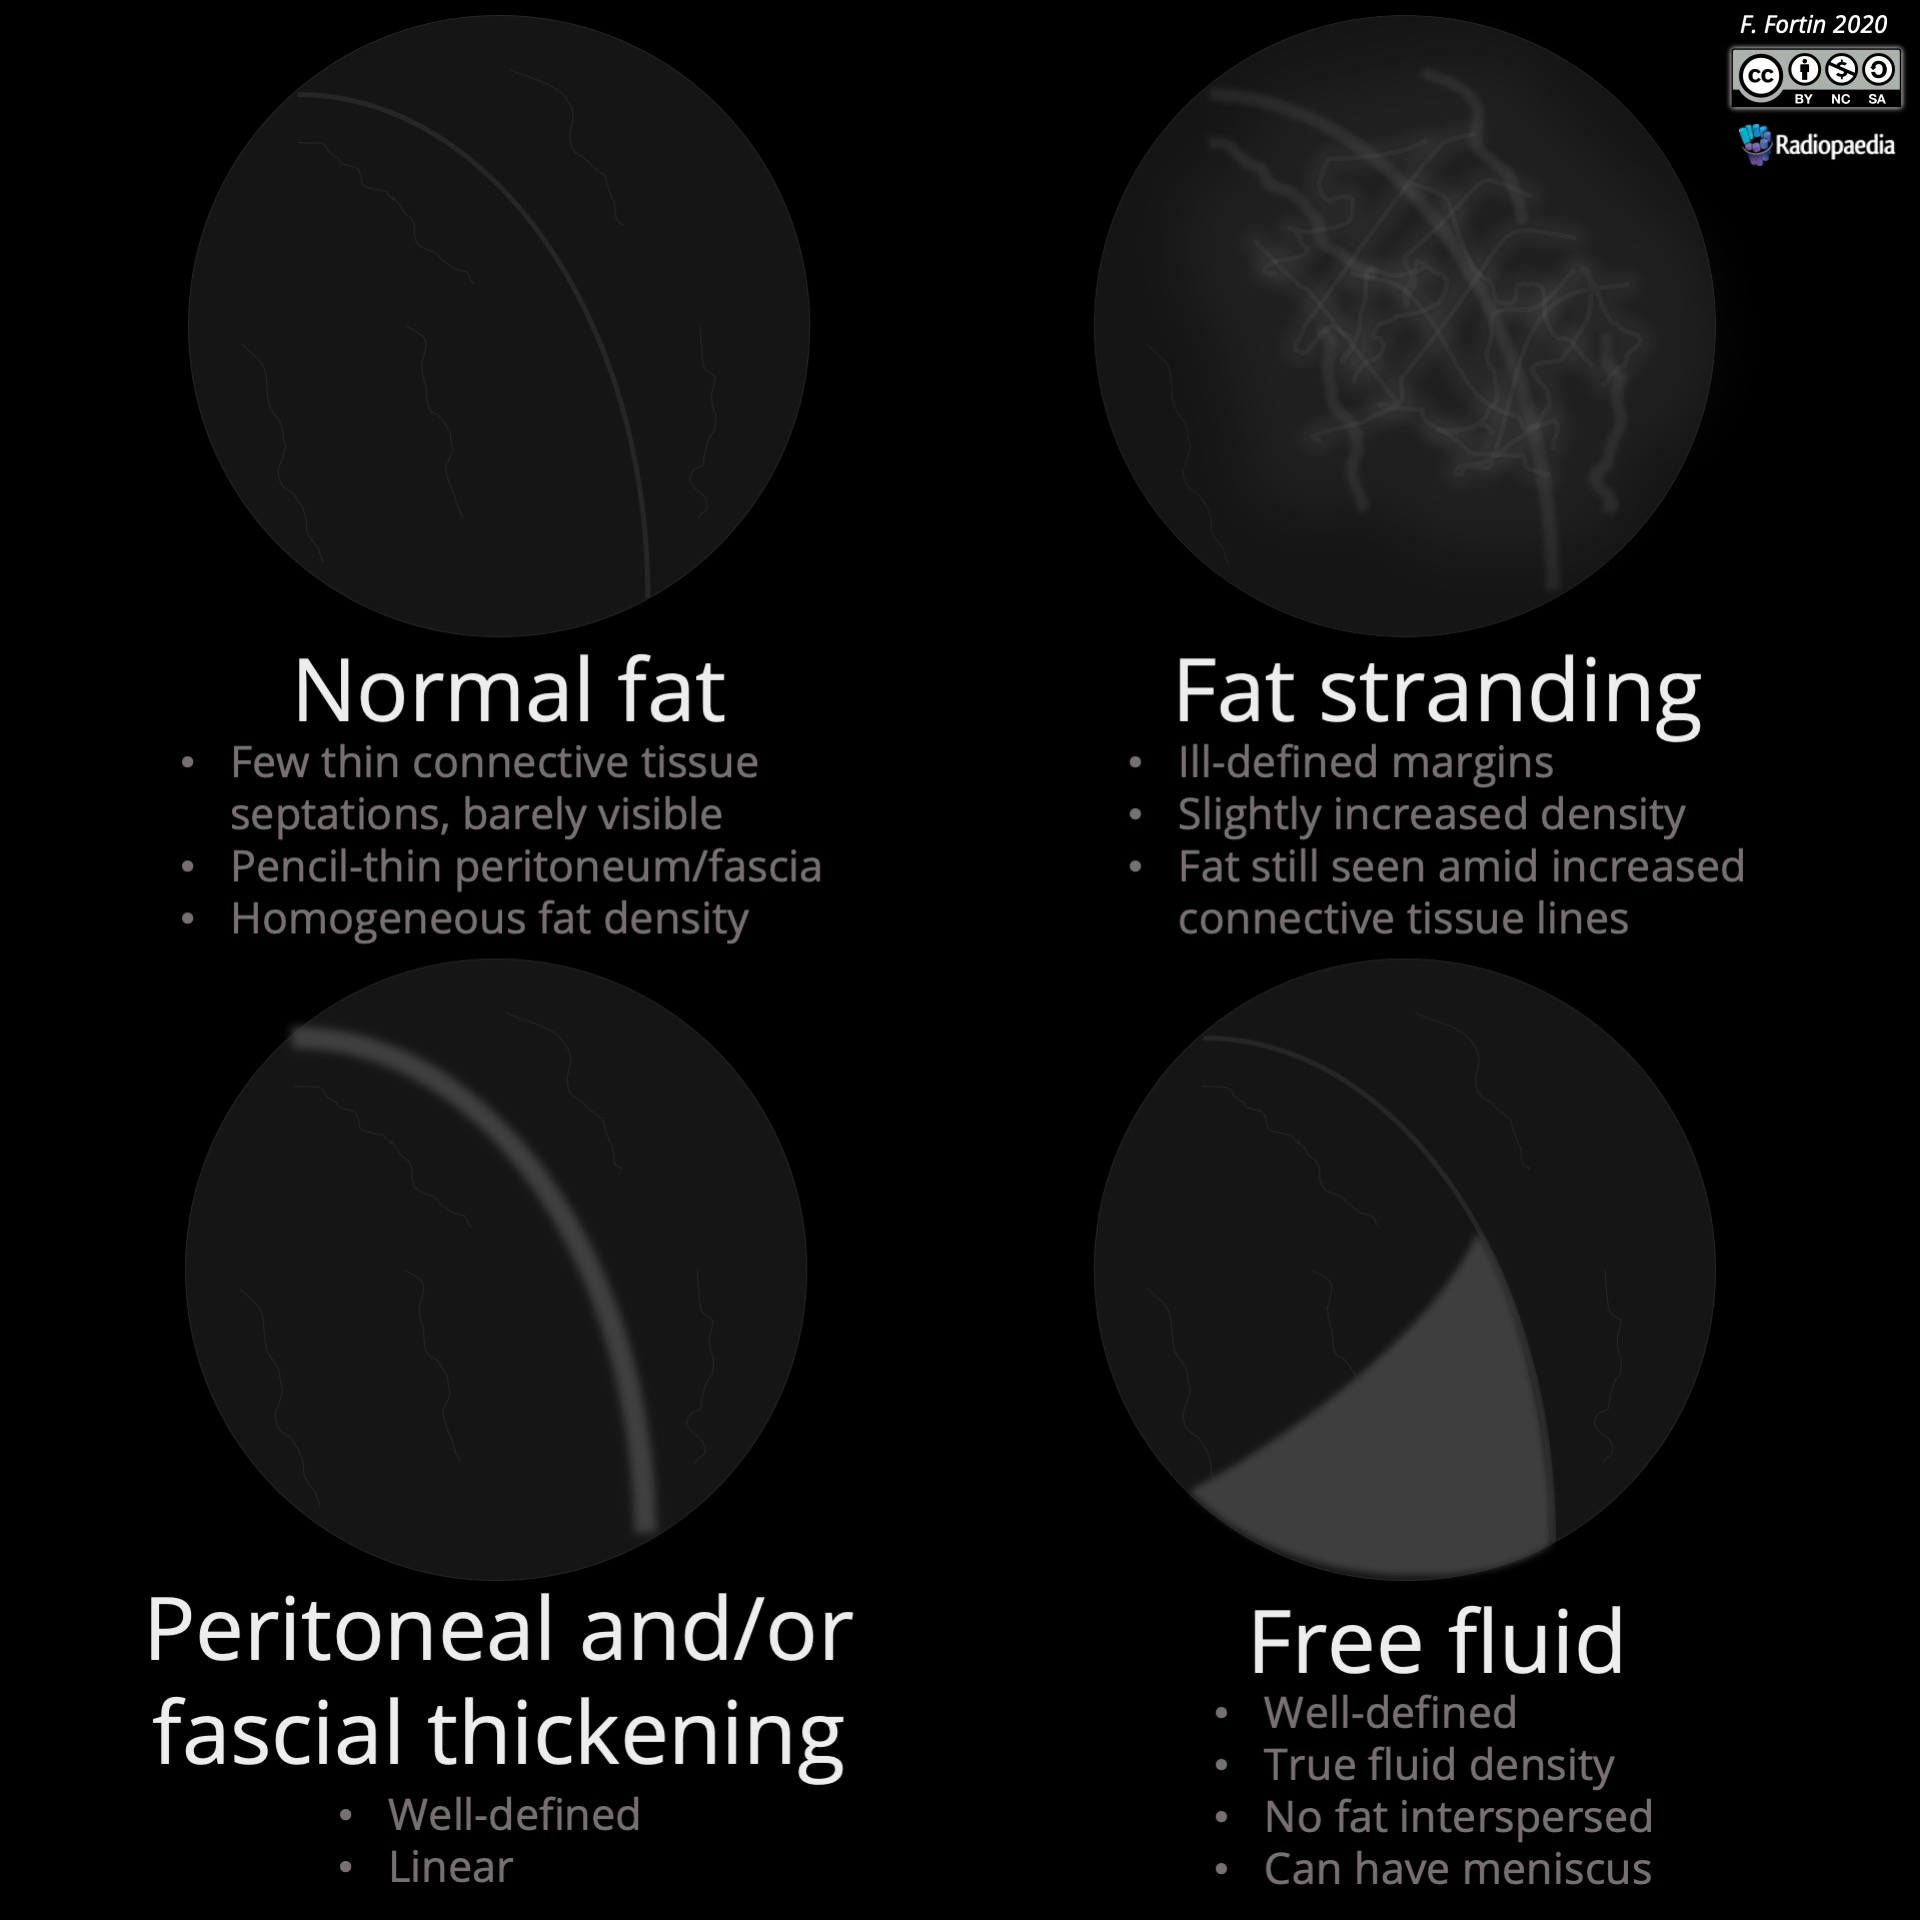 F. Fortin 2020
cc
BY NC SA
Radiopaedia
Normal fat
• Few thin connective tissue
septations, barely visible
• Pencil-thin peritoneum/fascia
• Homogeneous fat density
Fat stranding
• Ill-defined margins
• Slightly increased density
• Fat still seen amid increased
connective tissue lines
Peritoneal and/or
fascial thickening
• Well-defined
• Linear
Free fluid
• Well-defined
• True fluid density
• No fat interspersed
• Can have meniscus